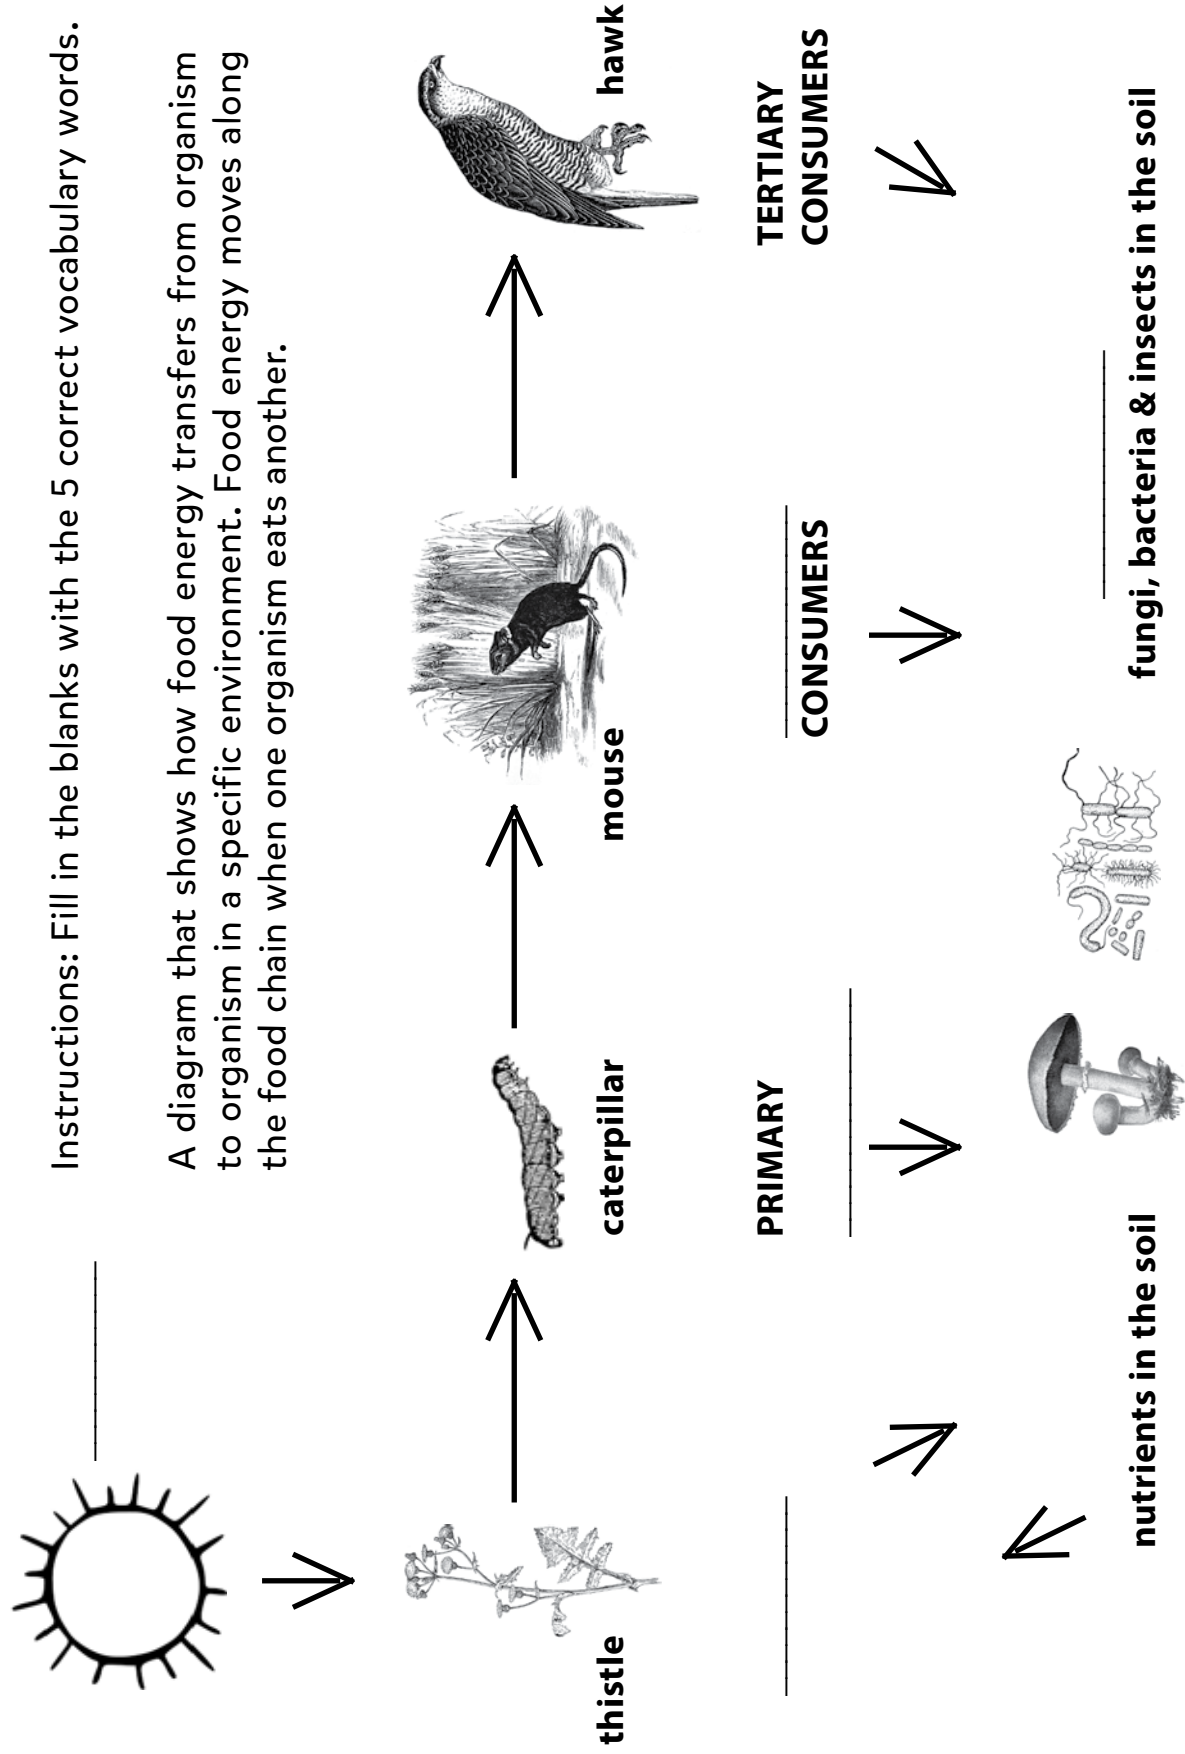 Instructions: Fill in the blanks with the 5 correct vocabulary words.
A diagram that shows how food energy transfers from organism
to organism in a specific environment. Food energy moves along
the food chain when one organism eats another.
thistle
caterpillar
mouse
hawk
PRIMARY
CONSUMERS
TERTIARY
CONSUMERS
nutrients in the soil
fungi, bacteria & insects in the soil